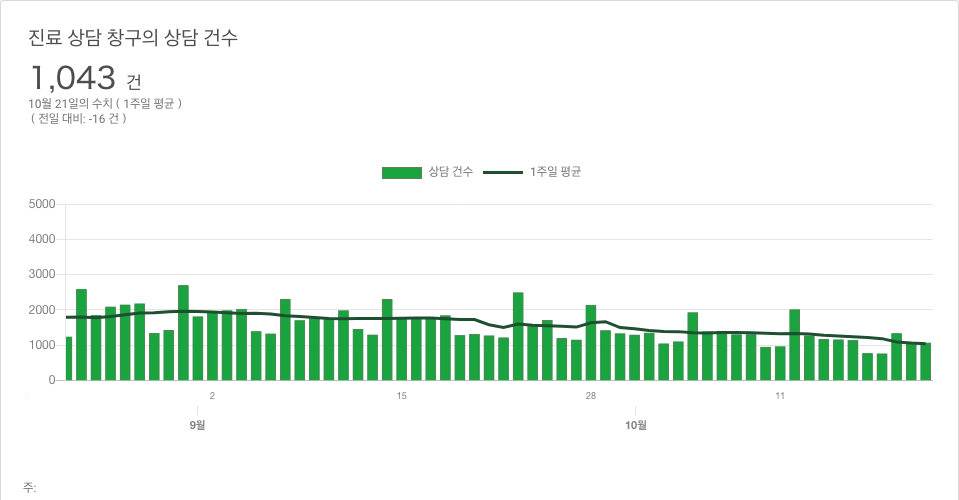 진료 상담 창구의 상담 건수
1,043 건
10월 21일의 수치 ( 1주일 평균 )
( 전일 대비: -16 건 )
상담 건수 1주일 평균
5000
4000
3000
2000
1000
0
2 15 28 11
9월 10월
주: